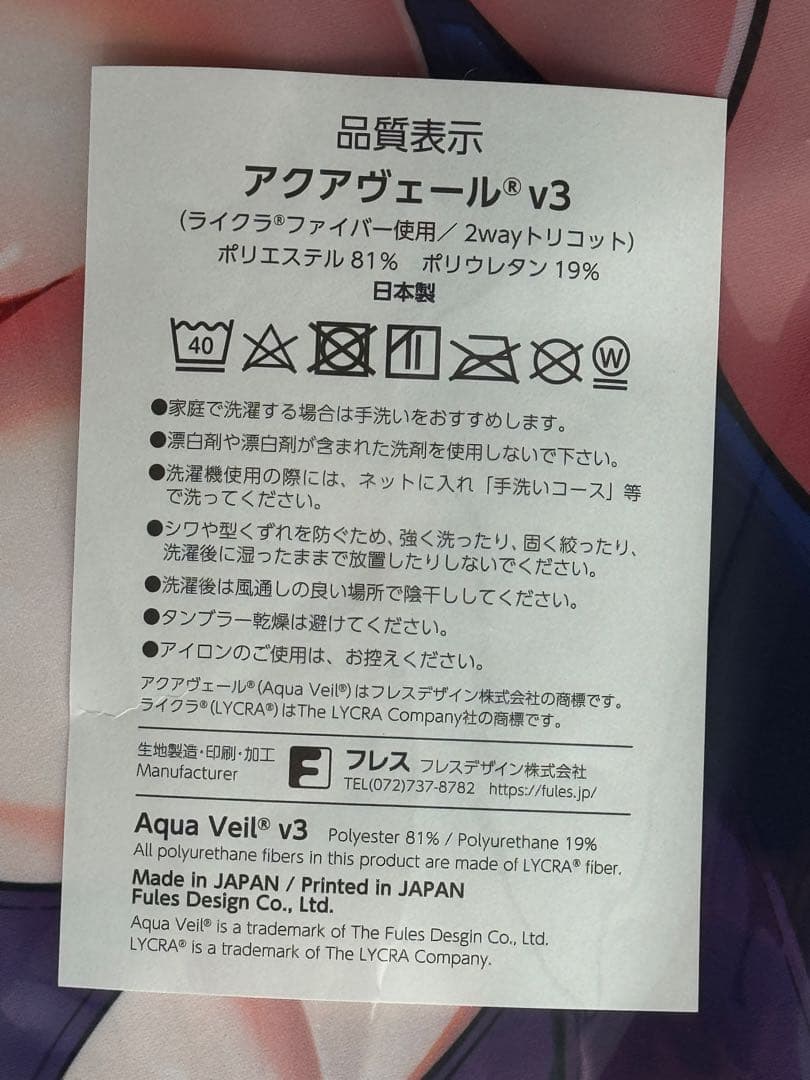 品質表示
アクアヴェール® v3
(ライクラ®ファイバー使用／ 2wayトリコット)
ポリエステル 81%　ポリウレタン 19%
日本製
40 W
●家庭で洗濯する場合は手洗いをおすすめします。
●漂白剤や漂白剤が含まれた洗剤を使用しないで下さい。
●洗濯機使用の際には、ネットに入れ「手洗いコース」等
で洗ってください。
●シワや型くずれを防ぐため、強く洗ったり、固く絞ったり、
洗濯後に湿ったままで放置したりしないでください。
●洗濯後は風通しの良い場所で陰干ししてください。
●タンブラー乾燥は避けてください。
●アイロンのご使用は、お控えください。
アクアヴェール®(Aqua Veil®)はフレスデザイン株式会社の商標です。
ライクラ®(LYCRA®)はThe LYCRA Company社の商標です。
生地製造・印刷・加工 フレス フレスデザイン株式会社
Manufacturer TEL(072)737-8782 https://fules.jp/
Aqua Veil® v3 Polyester 81% / Polyurethane 19%
All polyurethane fibers in this product are made of LYCRA® fiber.
Made in JAPAN / Printed in JAPAN
Fules Design Co., Ltd.
Aqua Veil® is a trademark of The Fules Desgin Co., Ltd.
LYCRA® is a trademark of The LYCRA Company.